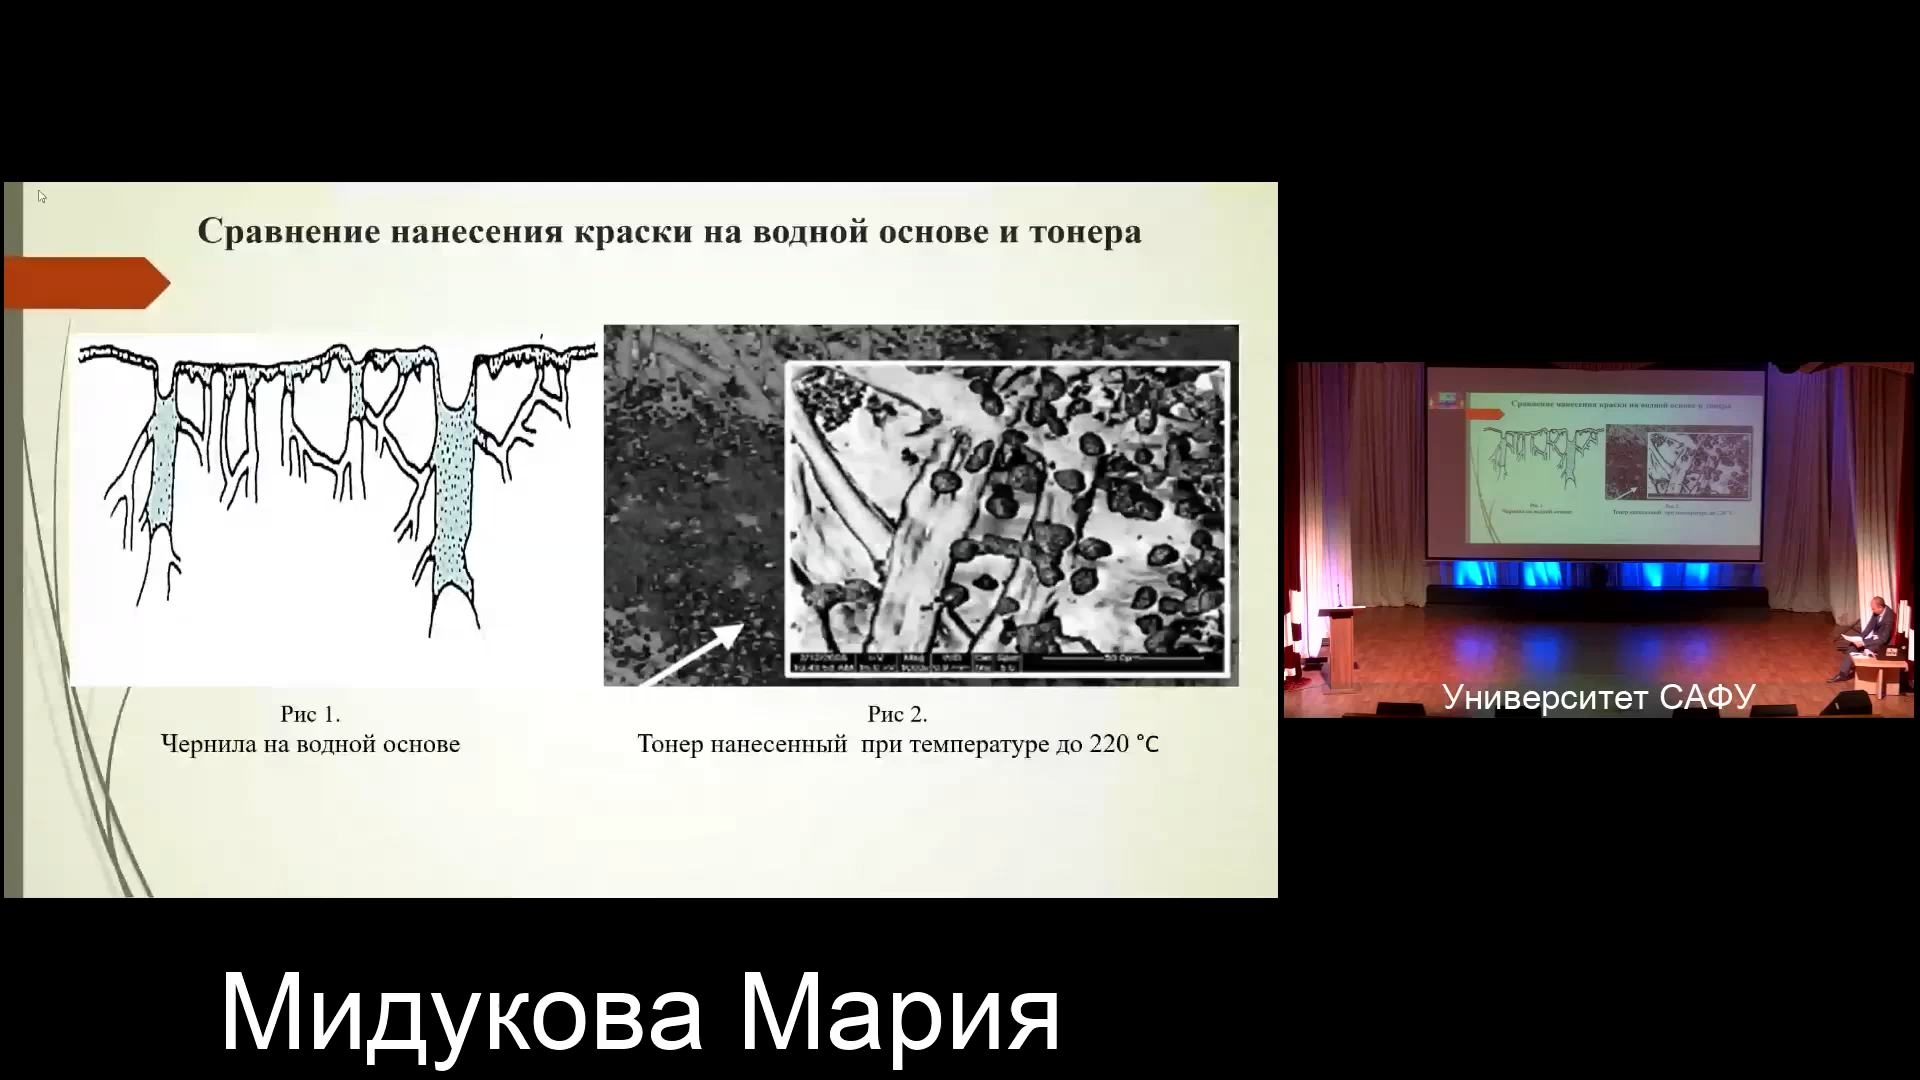 Сравнение нанесения краски на водной основе и тонера
Рис 1.
Чернила на водной основе
Рис 2.
Тонер нанесенный при температуре до 220 °C
Университет САФУ
Мидукова Мария